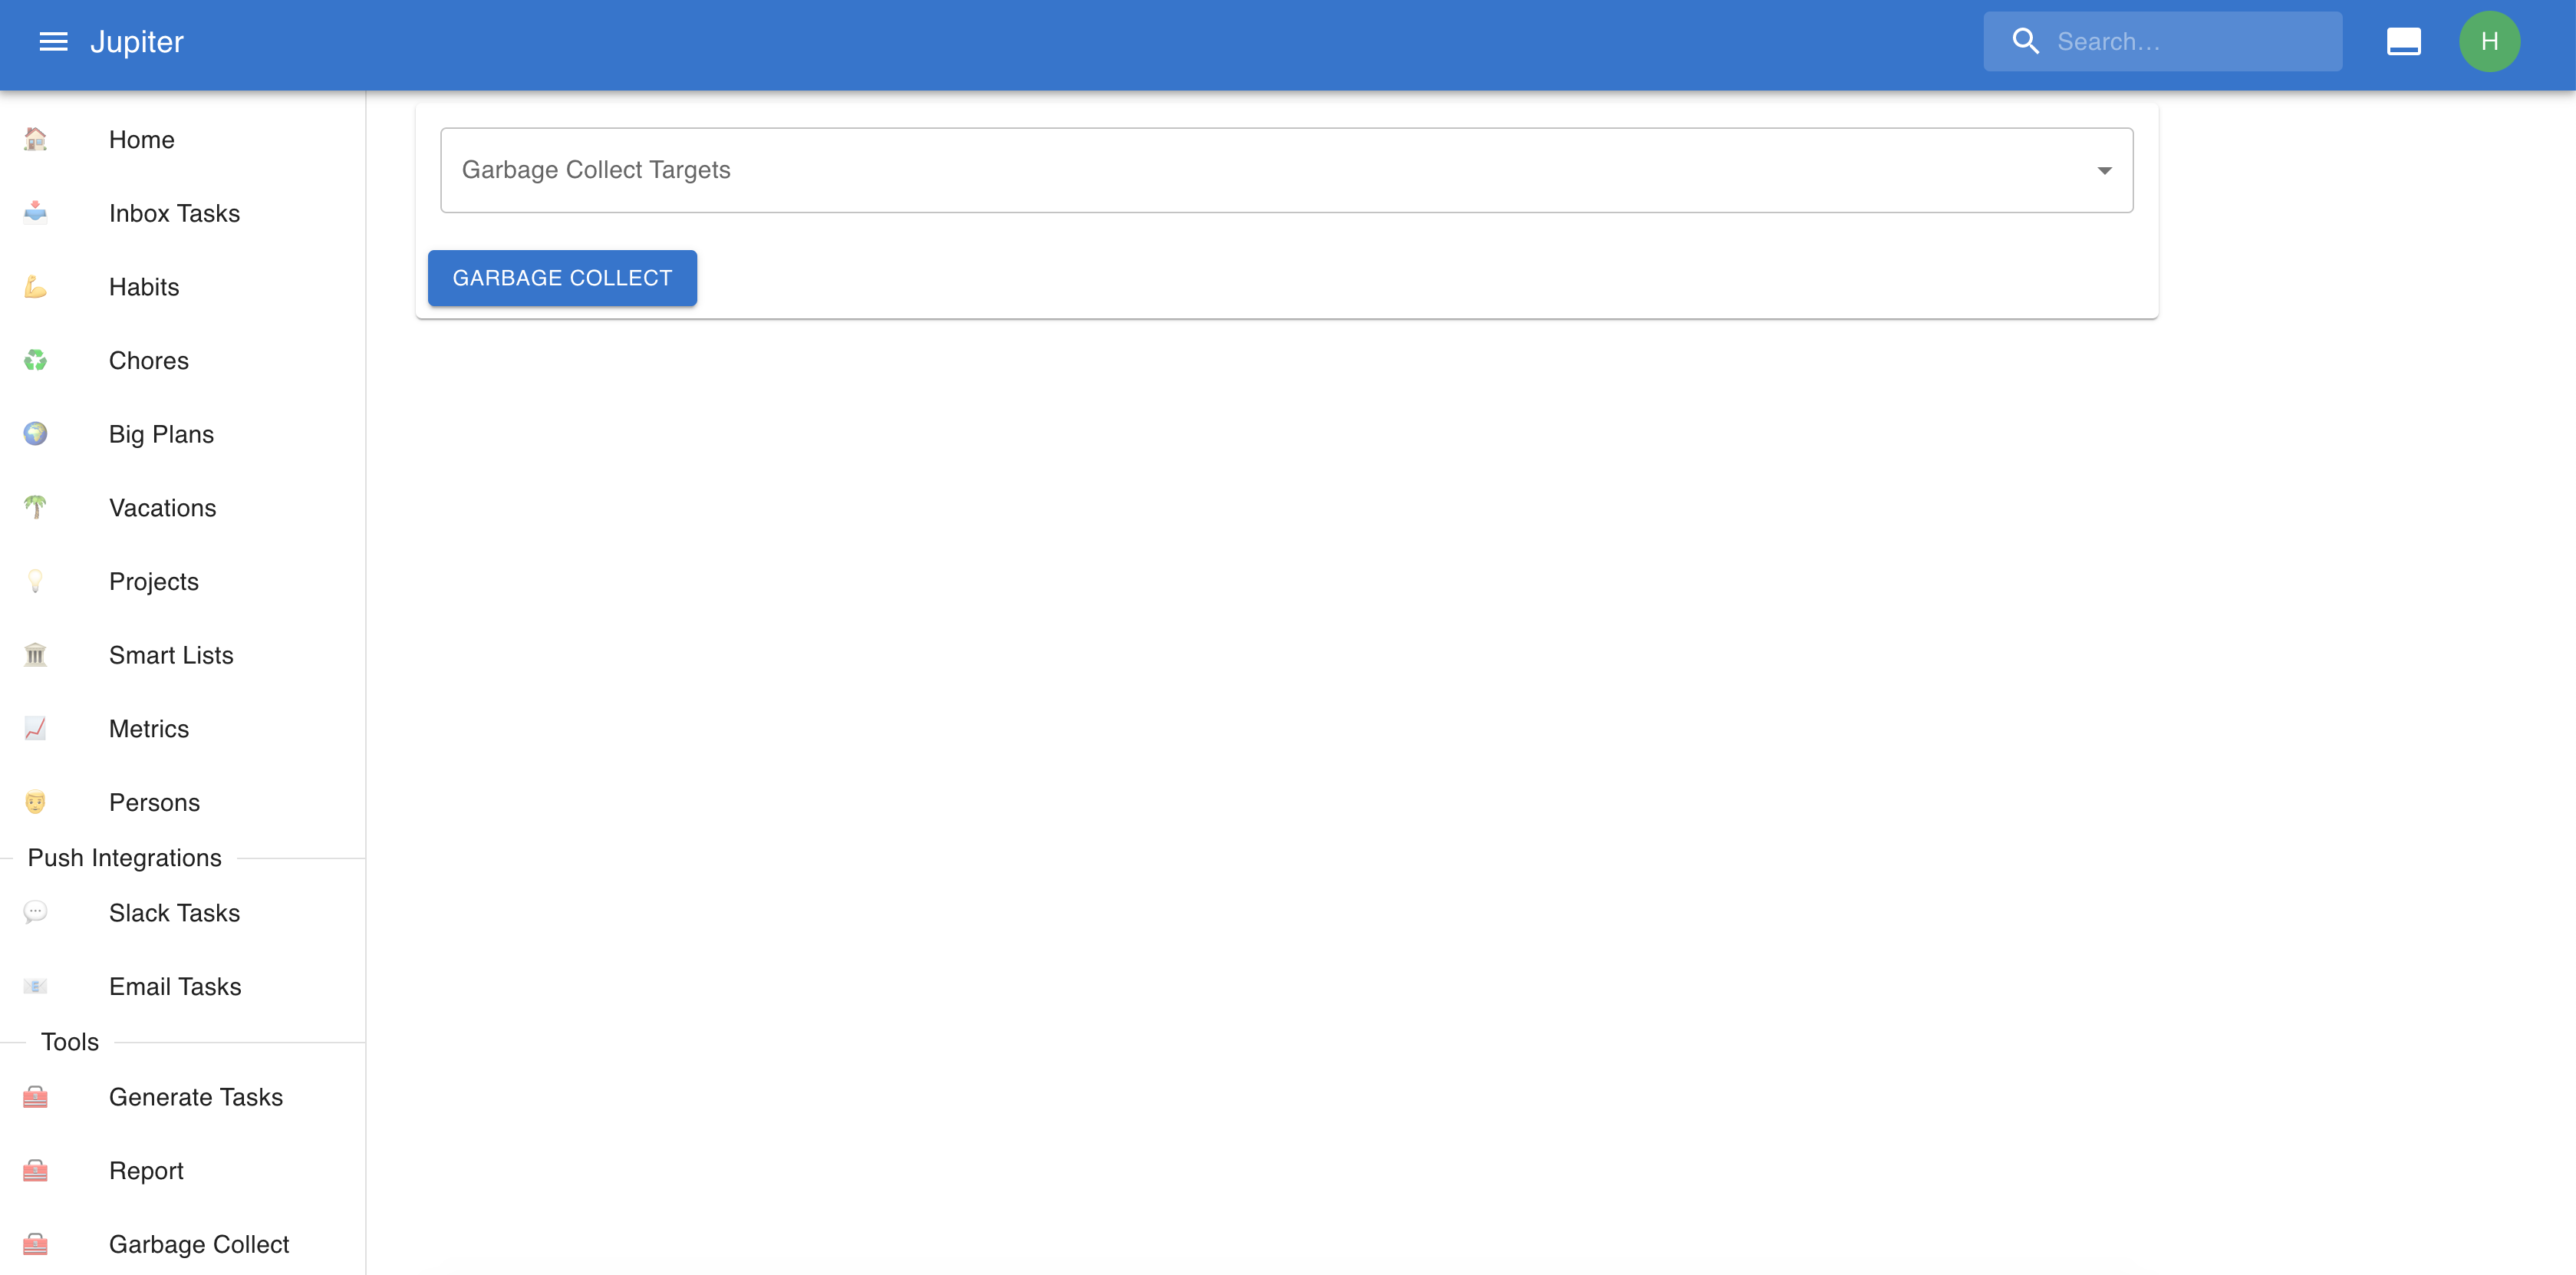 Jupiter
Search...
H
Home
Inbox Tasks
Habits
Chores
Big Plans
Vacations
Projects
Smart Lists
Metrics
Persons
Push Integrations
Slack Tasks
Email Tasks
Tools
Generate Tasks
Report
Garbage Collect
Garbage Collect Targets
GARBAGE COLLECT